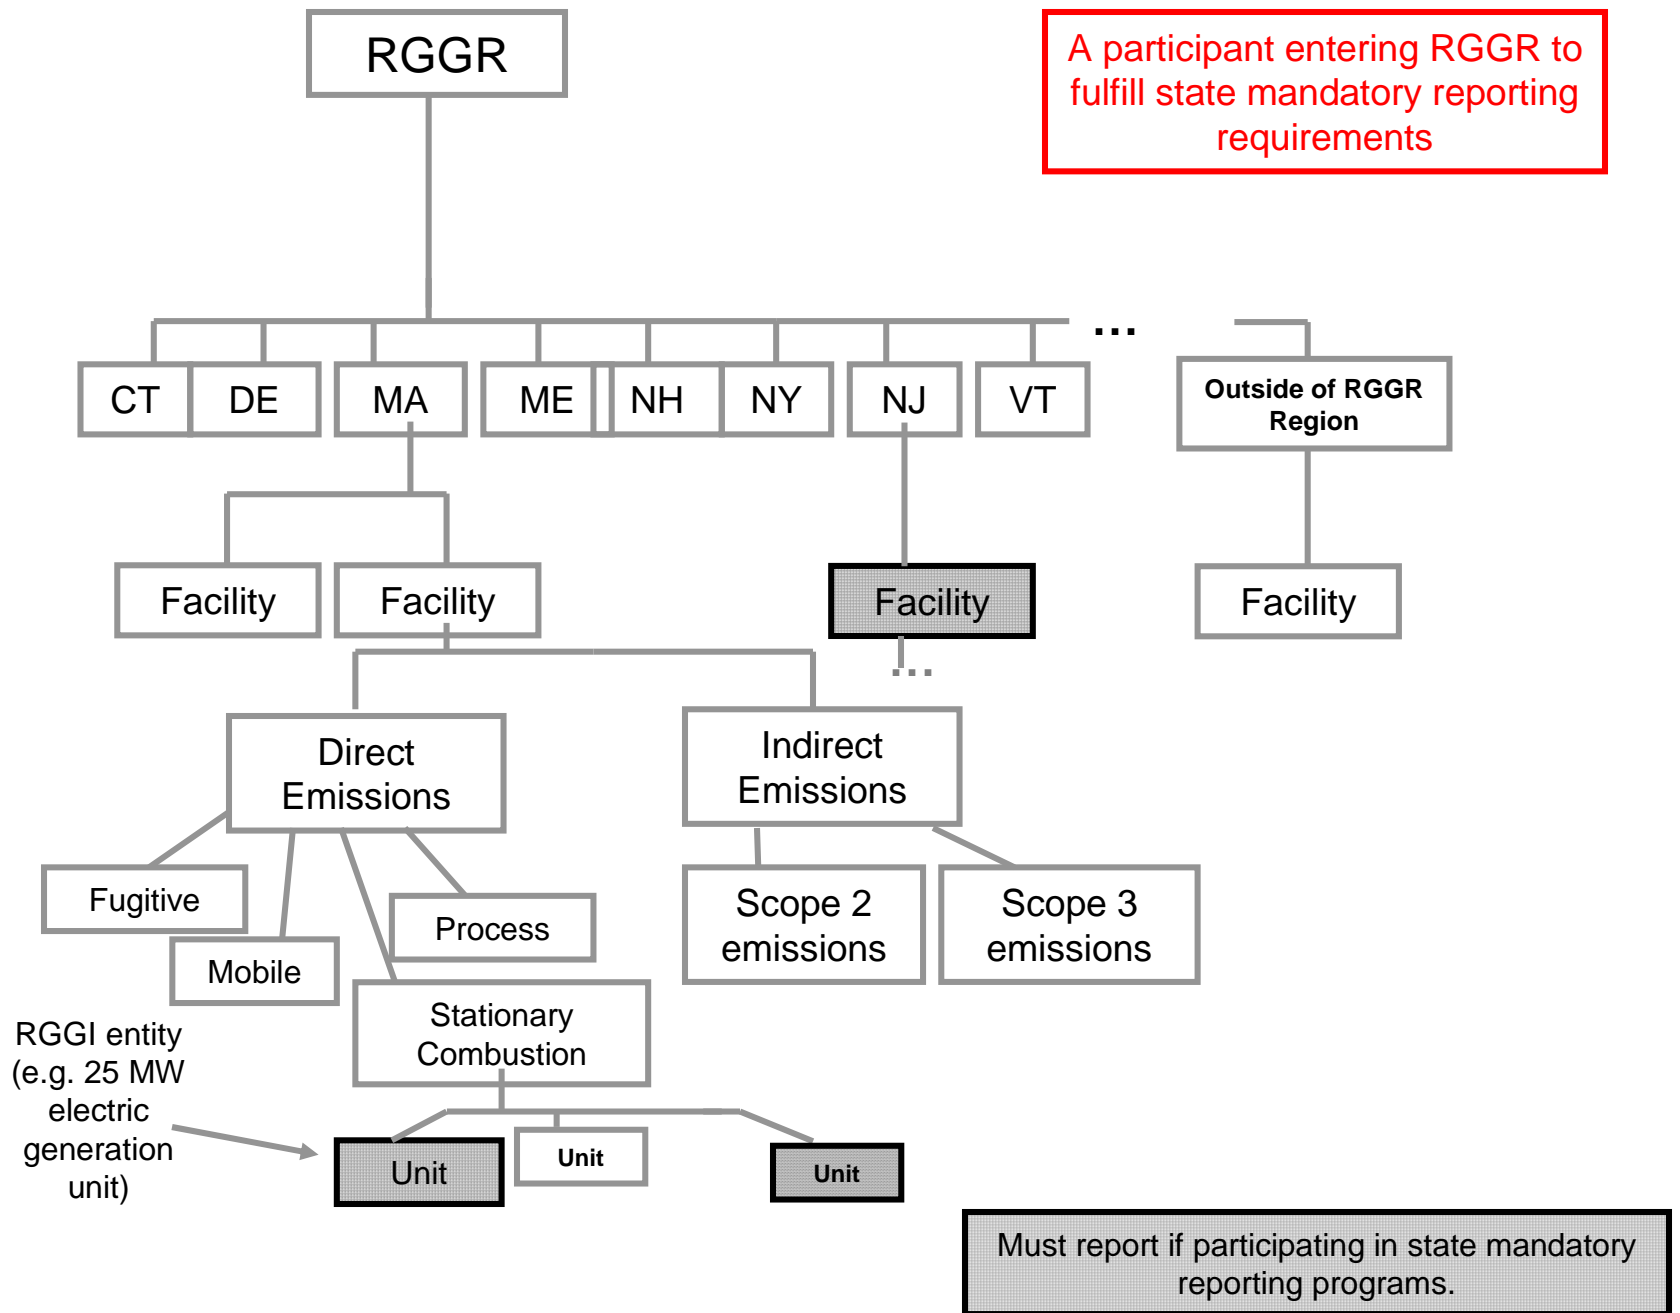 RGGR
A participant entering RGGR to
fulfill state mandatory reporting
requirements
...
CT
DE
MA
ME
NH
NY
NJ
VT
Outside of RGGR
Region
Facility
Facility
Facility
Facility
...
Direct
Emissions
Indirect
Emissions
Fugitive
Mobile
Process
Stationary
Combustion
Scope 2
emissions
Scope 3
emissions
RGGI entity
(e.g. 25 MW
electric
generation
unit)
Unit
Unit
Unit
Must report if participating in state mandatory
reporting programs.